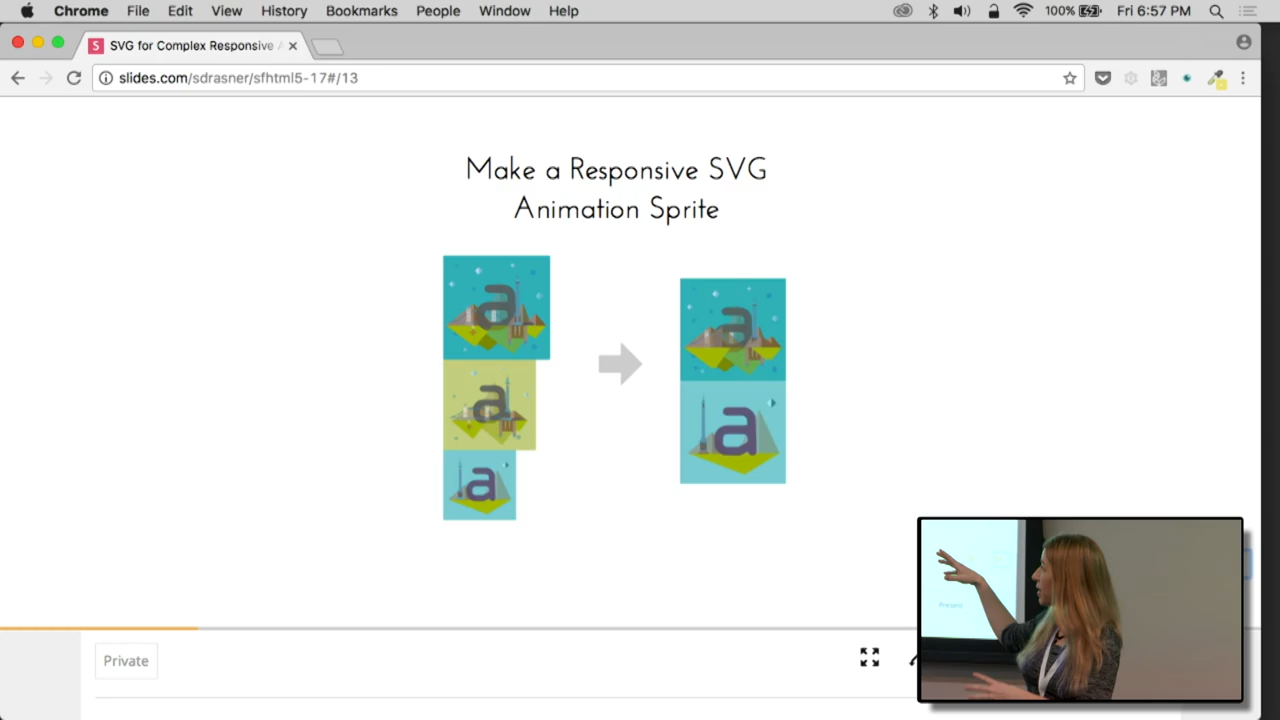 Chrome File Edit View History Bookmarks People Window Help 100% Fri 6:57 PM
SVG for Complex Responsive
slides.com/sdrasner/sfhtml5-17#/13
Make a Responsive SVG
Animation Sprite
a
a
a
a
a
Private